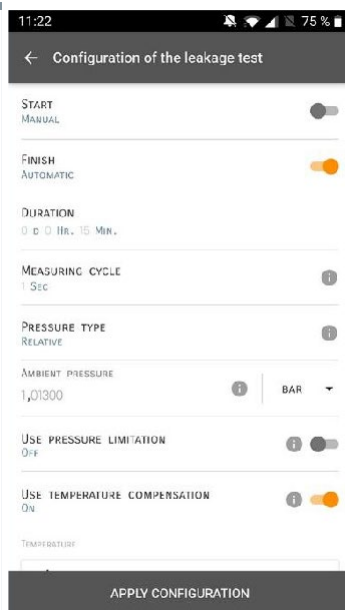 11:22 75 %
← Configuration of the leakage test
START
MANUAL
FINISH
AUTOMATIC
DURATION
0 D 0 HR. 15 MIN.
MEASURING CYCLE
1 SEC
PRESSURE TYPE
RELATIVE
AMBIENT PRESSURE
1,01300 BAR
USE PRESSURE LIMITATION
OFF
USE TEMPERATURE COMPENSATION
ON
TEMPERATURE
APPLY CONFIGURATION